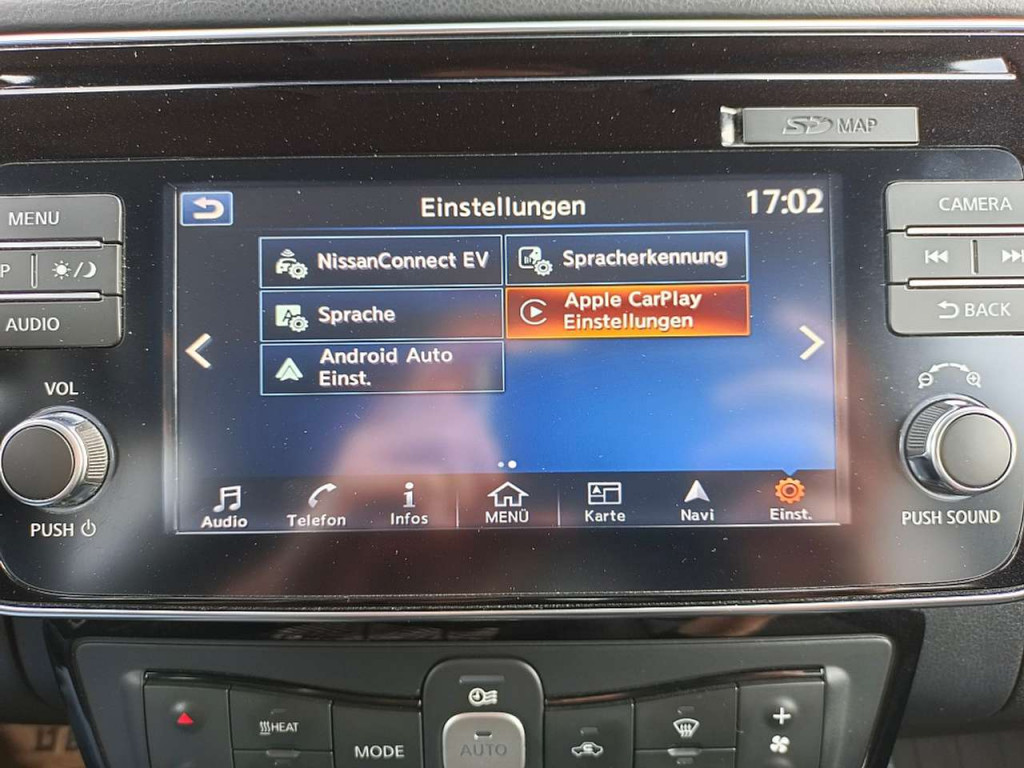 SD MAP
MENU
Einstellungen
17:02
CAMERA
NissanConnect EV
Spracherkennung
P
AUDIO
Sprache
Apple CarPlay
Einstellungen
BACK
Android Auto
Einst.
VOL
PUSH
Audio
Telefon
Infos
MENÜ
Karte
Navi
Einst.
PUSH SOUND
HEAT
MODE
AUTO